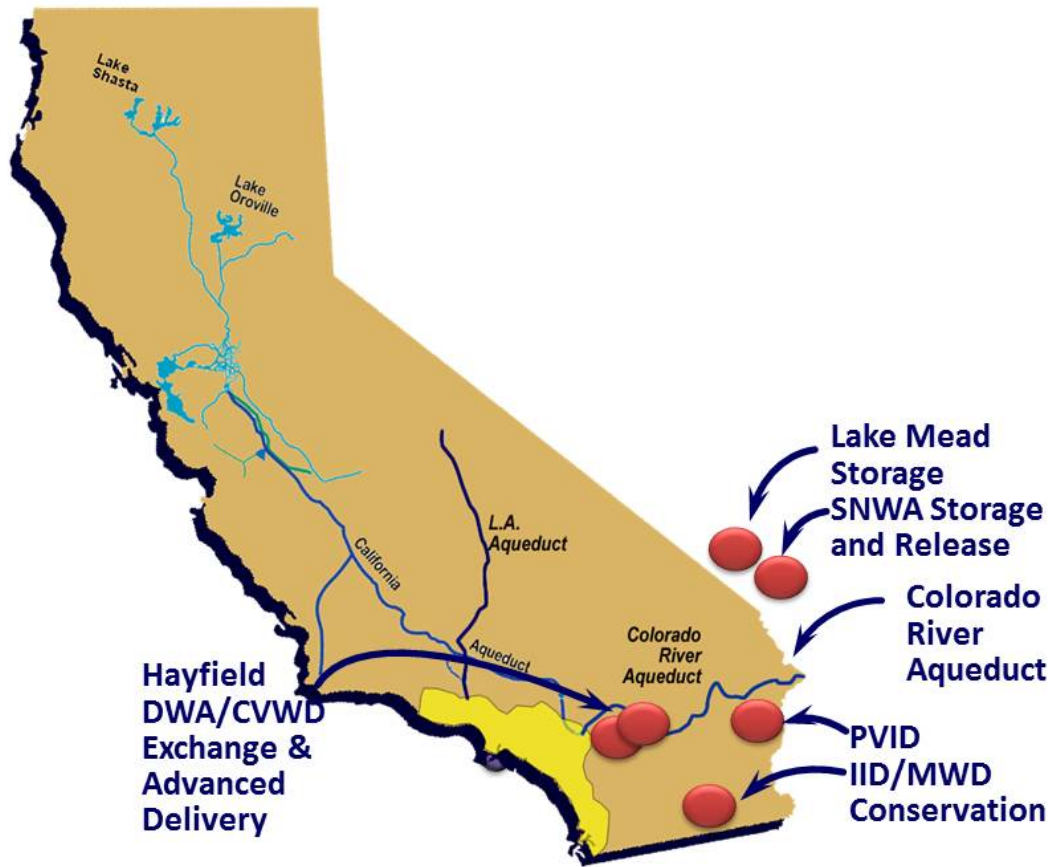 Lake
Shasta
Lake
Oroville
Lake Mead
Storage
SNWA Storage
and Release
L.A.
Aqueduct
California
Aqueduct
Colorado
River
Aqueduct
Colorado
River
Aqueduct
Hayfield
DWA/CVWD
Exchange &
Advanced
Delivery
PVID
IID/MWD
Conservation